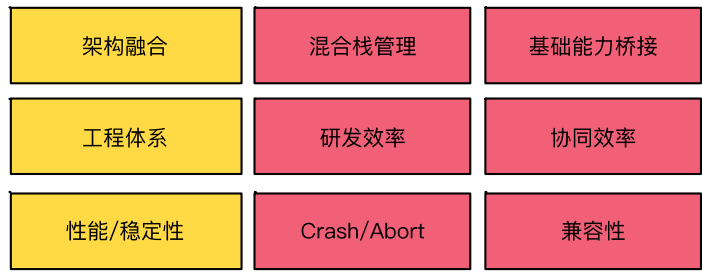 架构融合
混合栈管理
基础能力桥接
工程体系
研发效率
协同效率
性能/稳定性
Crash/Abort
兼容性